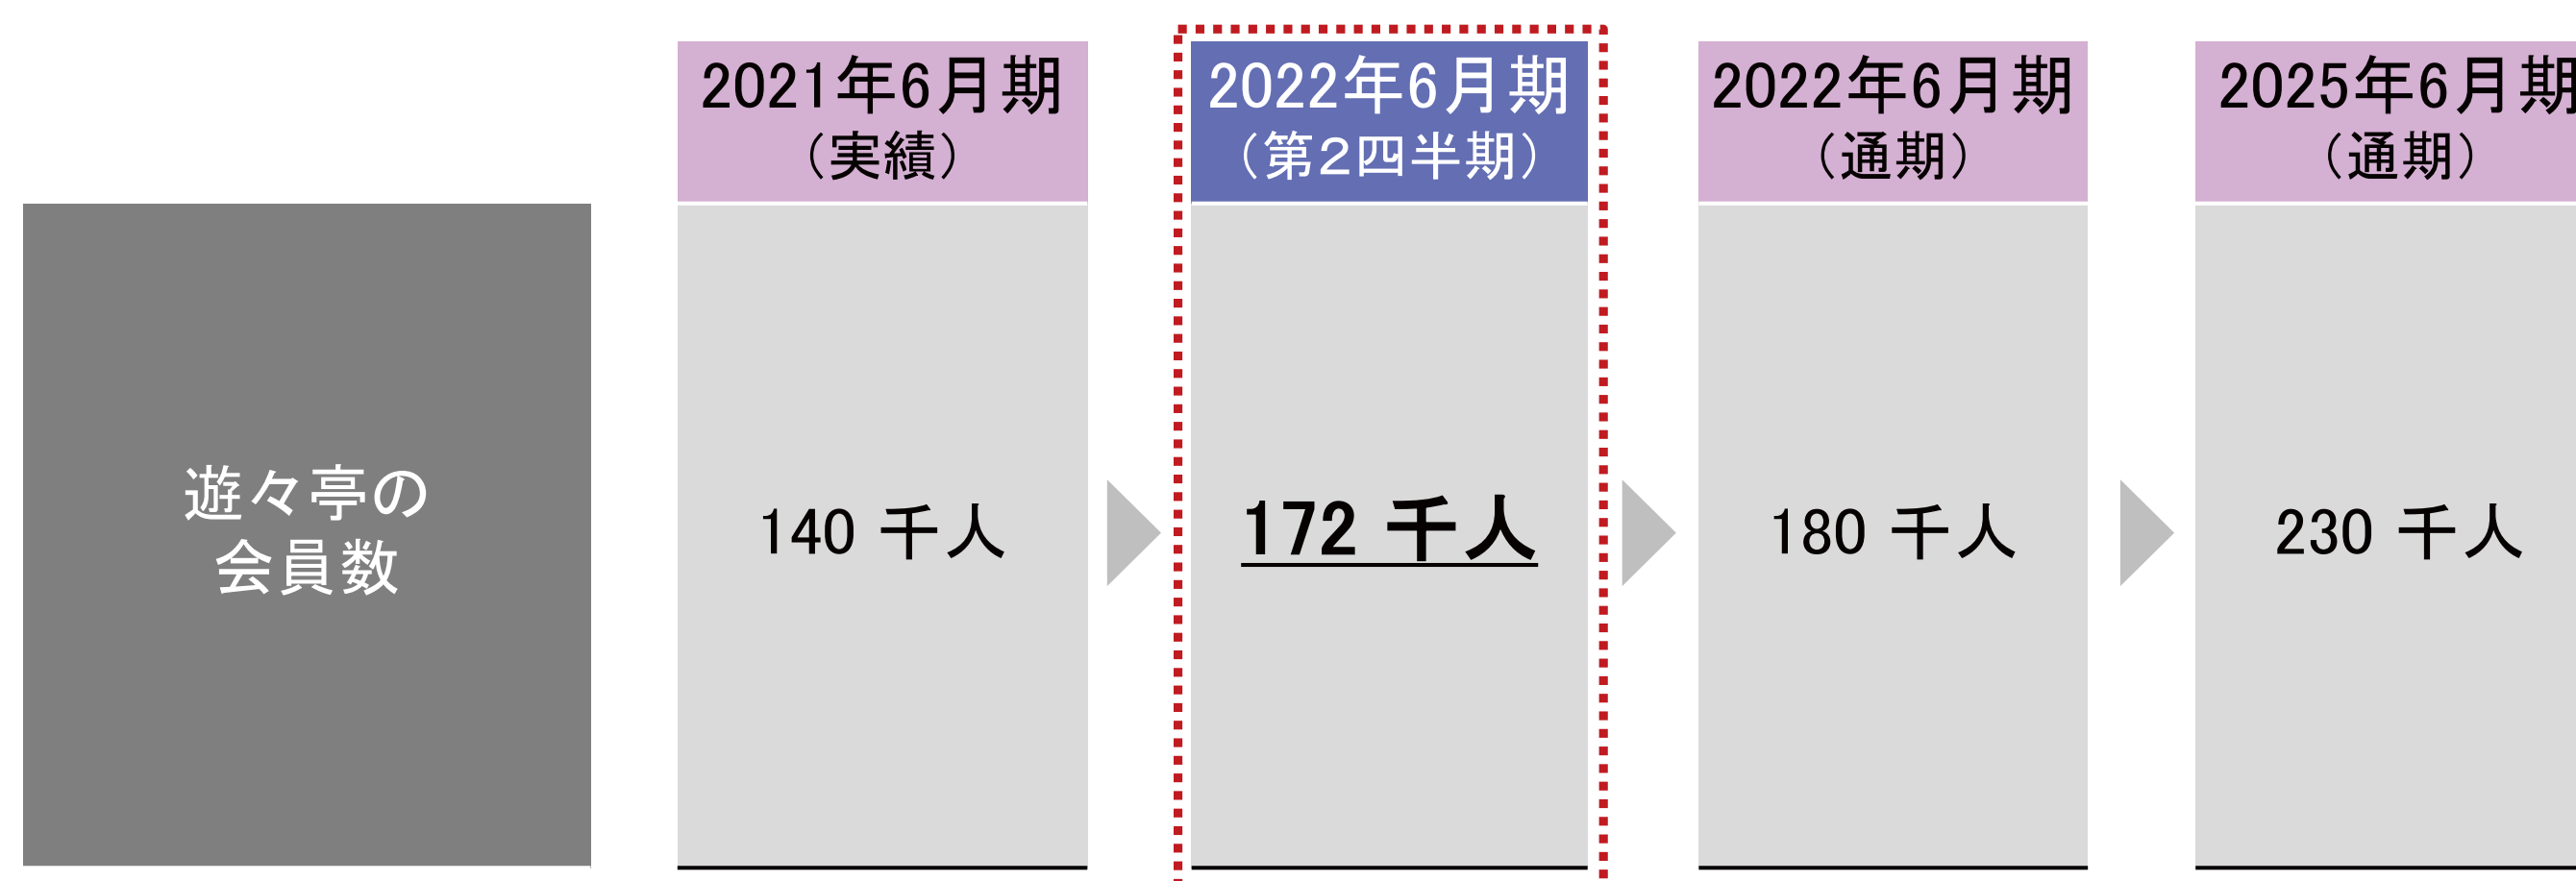 2021年6月期
（実績）
2022年6月期
（第２四半期）
2022年6月期
（通期）
2025年6月期
（通期）
遊々亭の
会員数
140 千人
172 千人
180 千人
230 千人